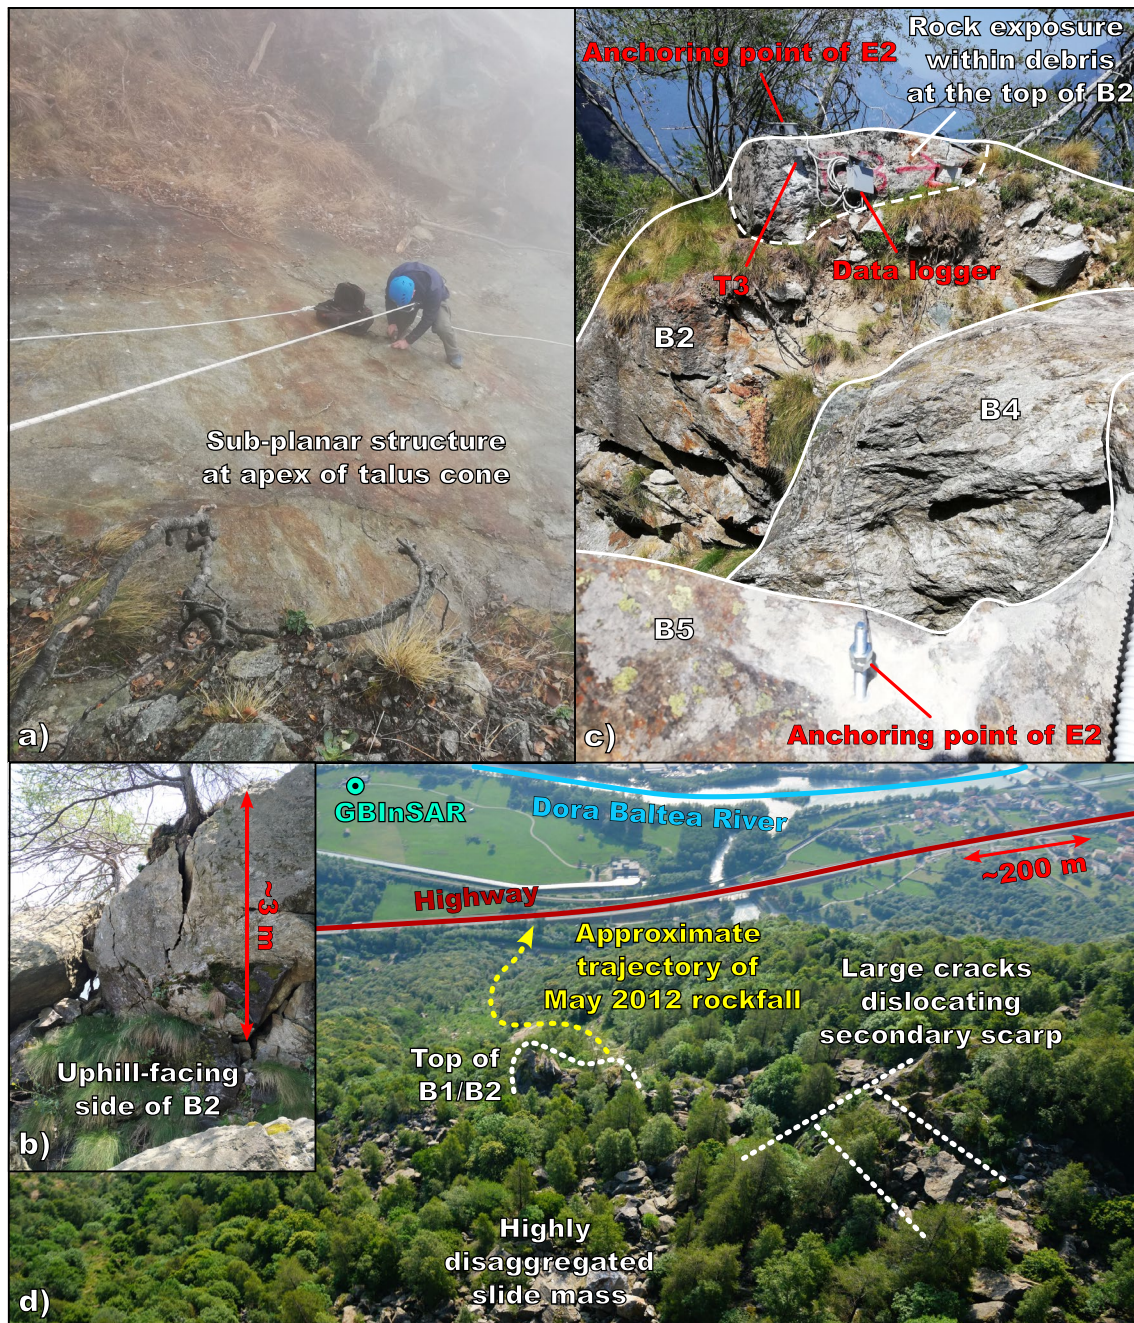 Sub-planar structure
at apex of talus cone
a)
Anchoring point of E2
Rock exposure
within debris
at the top of B2
T3
Data logger
B2
B4
B5
Anchoring point of E2
c)
~3 m
Uphill-facing
side of B2
b)
GBInSAR
Dora Baltea River
~200 m
Highway
Approximate
trajectory of
May 2012 rockfall
Large cracks
dislocating
secondary scarp
Top of
B1/B2
Highly
disaggregated
slide mass
d)